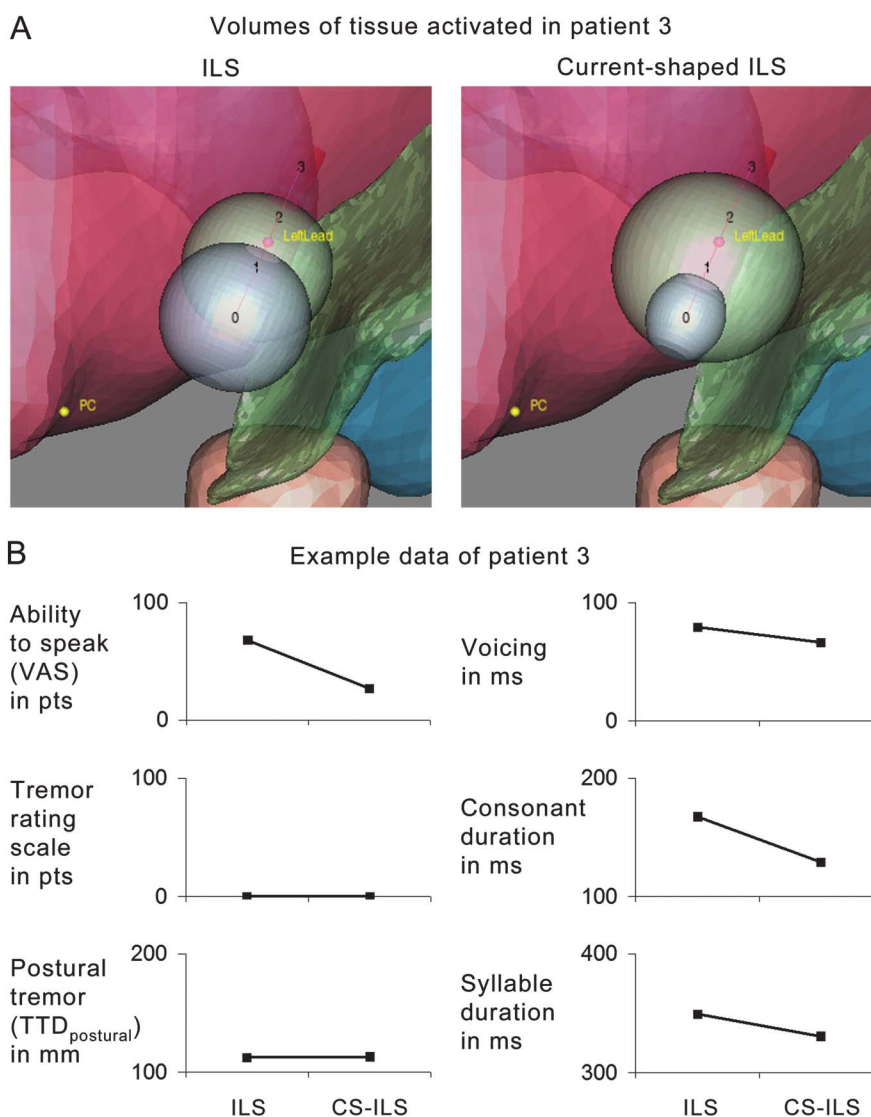 A
Volumes of tissue activated in patient 3
ILS
Current-shaped ILS
3
2
LeftLead
1
0
PC
3
2
LeftLead
1
0
PC
B
Example data of patient 3
Ability
to speak
(VAS)
in pts
100
0
Voicing
in ms
100
0
Tremor
rating
scale
in pts
100
0
Consonant
duration
in ms
200
100
Postural
tremor
(TTDpostural)
in mm
200
100
ILS
CS-ILS
Syllable
duration
in ms
400
300
ILS
CS-ILS